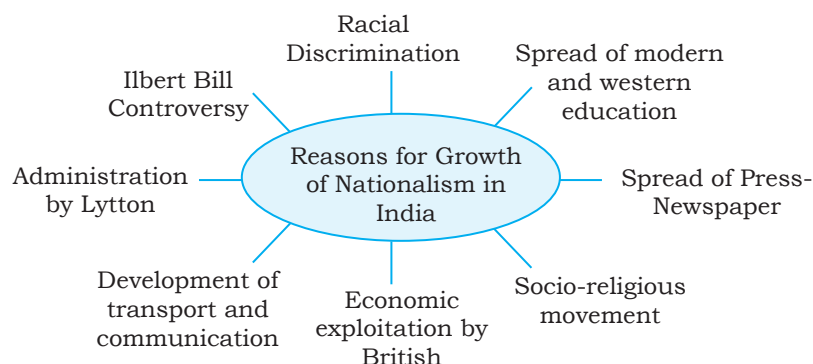 Racial
Discrimination
Spread of modern
and western
education
Ilbert Bill
Controversy
Reasons for Growth
of Nationalism in
India
Administration
by Lytton
Spread of Press-
Newspaper
Development of
transport and
communication
Economic
exploitation by
British
Socio-religious
movement